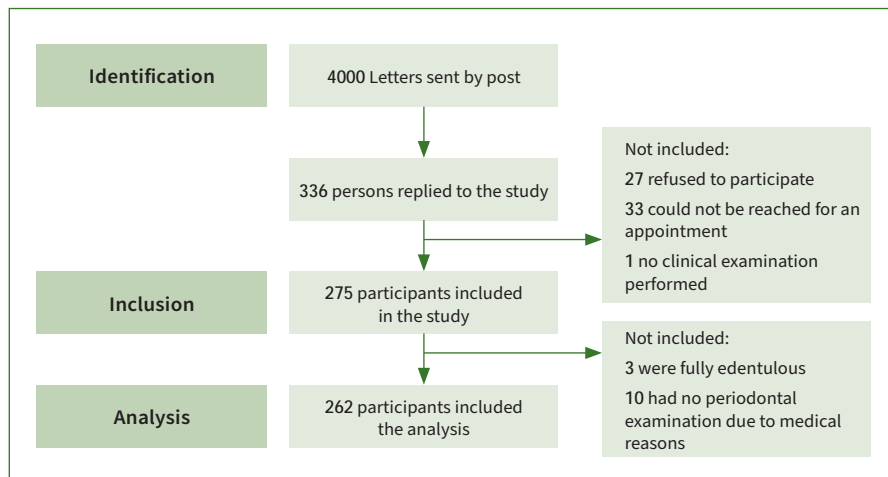 Identification
4000 Letters sent by post
336 persons replied to the study
Not included:
27 refused to participate
33 could not be reached for an
appointment
1 no clinical examination
performed
Inclusion
275 participants included
in the study
Not included:
3 were fully edentulous
10 had no periodontal
examination due to medical
reasons
Analysis
262 participants included
the analysis